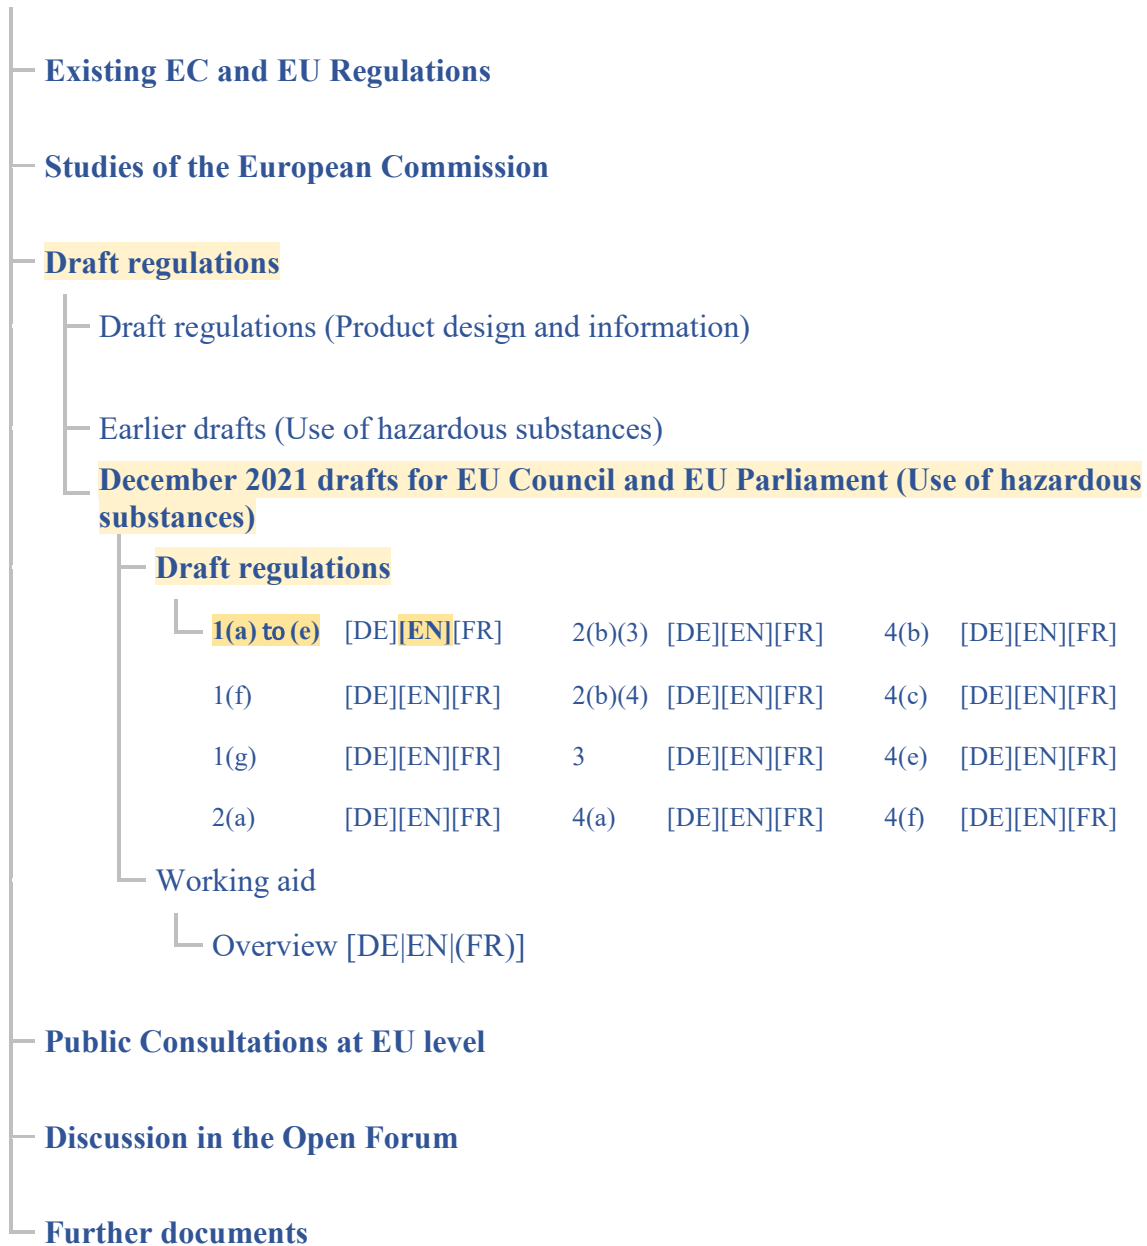 Existing EC and EU Regulations
Studies of the European Commission
Draft regulations
Draft regulations (Product design and information)
Earlier drafts (Use of hazardous substances)
December 2021 drafts for EU Council and EU Parliament (Use of hazardous
substances)
Draft regulations
1(a) to (e) [DE][EN][FR] 2(b)(3) [DE][EN][FR] 4(b) [DE][EN][FR]
1(f) [DE][EN][FR] 2(b)(4) [DE][EN][FR] 4(c) [DE][EN][FR]
1(g) [DE][EN][FR] 3 [DE][EN][FR] 4(e) [DE][EN][FR]
2(a) [DE][EN][FR] 4(a) [DE][EN][FR] 4(f) [DE][EN][FR]
Working aid
Overview [DE|EN|(FR)]
Public Consultations at EU level
Discussion in the Open Forum
Further documents